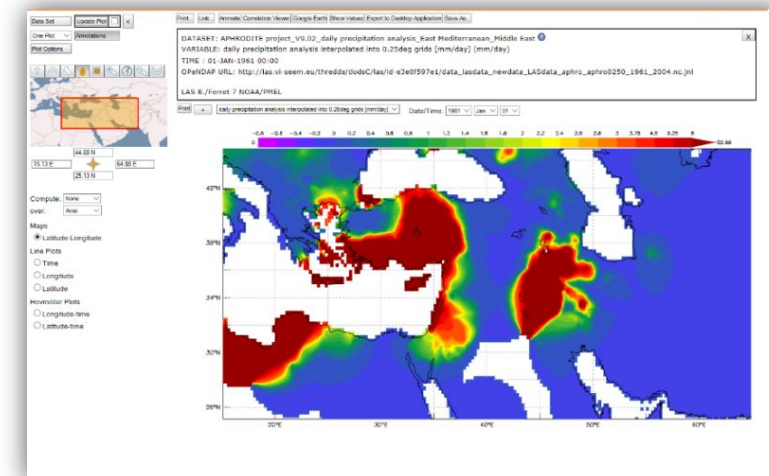 Data Set Update Plot <
One Plot Annotations
Plot Options
44.88 N
15.13 E 64.88 E
25.13 N
Compute: None
over: Area
Maps
Latitude-Longitude
Line Plots
Time
Longitude
Latitude
Hovmoller Plots
Longitude-time
Latitude-time
Print... Link... Animate Correlation Viewer Google Earth Show Values Export to Desktop Application Save As...
DATASET: APHRODITE project_V9.02_daily precipitation analysis_East Mediterranean_Middle East ? X
VARIABLE: daily precipitation analysis interpolated into 0.25deg grids [mm/day] (mm/day)
TIME : 01-JAN-1961 00:00
OPeNDAP URL: http://las.vi-seem.eu/thredds/dodsC/las/id-e3e0f597e1/data_lasdata_newdata_LASdata_aphro_aphro0250_1961_2004.nc.jnl
LAS 8./Ferret 7 NOAA/PMEL
Print + daily precipitation analysis interpolated into 0.25deg grids [mm/day] Date/Time: 1961 Jan 01
40°N
36°N
34°N
30°N
26°N
20°E 30°E 40°E 50°E 60°E